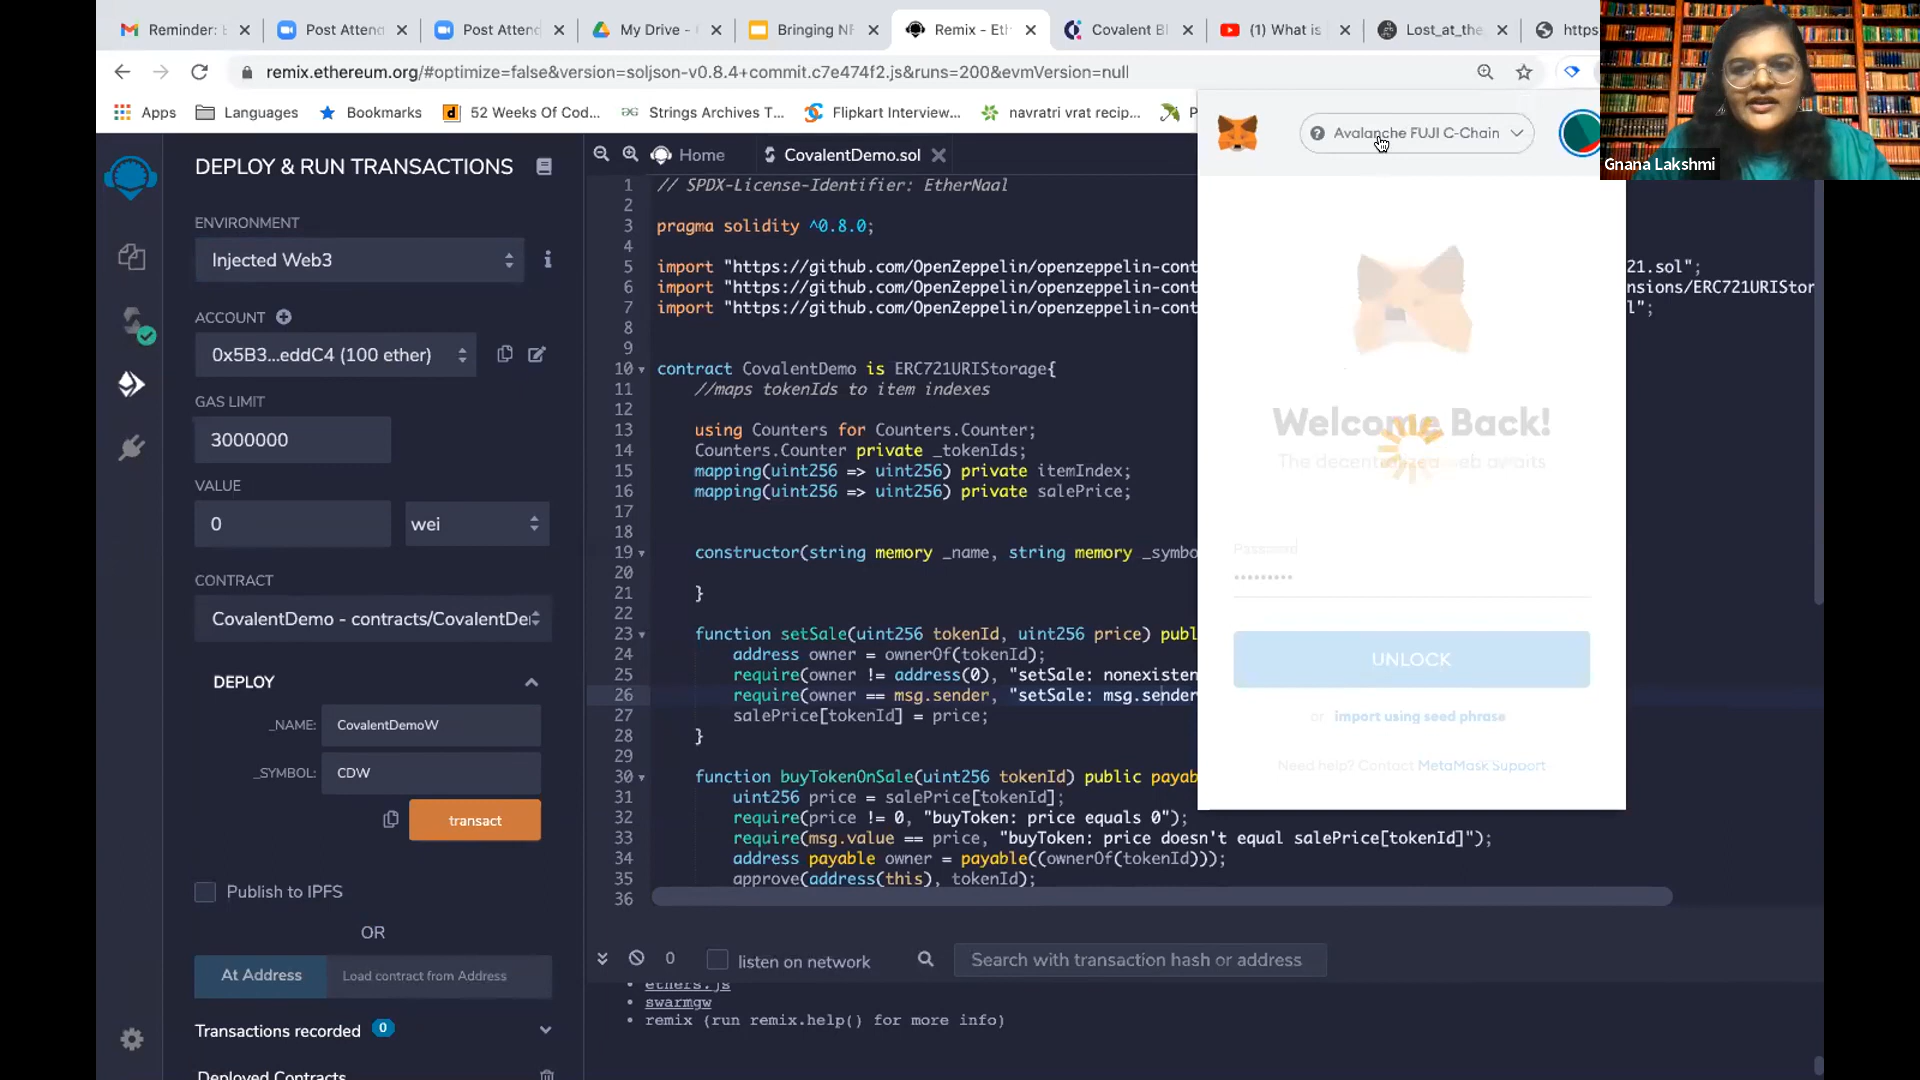 Reminder: E
Post Attend
Post Attend
My Drive -
Bringing NF
Remix - Eth
Covalent Bl
(1) What is
Lost_at_the
https
remix.ethereum.org/#optimize=false&version=soljson-v0.8.4+commit.c7e474f2.js&runs=200&evmVersion=null
Apps
Languages
Bookmarks
52 Weeks Of Cod...
Strings Archives T...
Flipkart Interview...
navratri vrat recip...
P
Avalanche FUJI C-Chain
Gnana Lakshmi
DEPLOY & RUN TRANSACTIONS
ENVIRONMENT
Injected Web3
ACCOUNT
0x5B3...eddC4 (100 ether)
GAS LIMIT
3000000
VALUE
0
wei
CONTRACT
CovalentDemo - contracts/CovalentDe
DEPLOY
_NAME:
CovalentDemoW
_SYMBOL:
CDW
transact
Publish to IPFS
OR
At Address
Load contract from Address
Transactions recorded 0
Deployed Contracts
Home
CovalentDemo.sol
1 // SPDX-License-Identifier: EtherNaal
2
3 pragma solidity ^0.8.0;
4
5 import "https://github.com/OpenZeppelin/openzeppelin-cont 21.sol";
6 import "https://github.com/OpenZeppelin/openzeppelin-cont nsions/ERC721URIStor
7 import "https://github.com/OpenZeppelin/openzeppelin-cont l";
8
9
10 contract CovalentDemo is ERC721URIStorage{
11 //maps tokenIds to item indexes
12
13 using Counters for Counters.Counter;
14 Counters.Counter private _tokenIds;
15 mapping(uint256 => uint256) private itemIndex;
16 mapping(uint256 => uint256) private salePrice;
17
18
19 constructor(string memory _name, string memory _symbo
20
21 }
22
23 function setSale(uint256 tokenId, uint256 price) publ
24 address owner = ownerOf(tokenId);
25 require(owner != address(0), "setSale: nonexisten
26 require(owner == msg.sender, "setSale: msg.sender
27 salePrice[tokenId] = price;
28 }
29
30 function buyTokenOnSale(uint256 tokenId) public payab
31 uint256 price = salePrice[tokenId];
32 require(price != 0, "buyToken: price equals 0");
33 require(msg.value == price, "buyToken: price doesn't equal salePrice[tokenId]");
34 address payable owner = payable((ownerOf(tokenId)));
35 approve(address(this), tokenId);
36
0
listen on network
Search with transaction hash or address
ethers.js
swarmgw
remix (run remix.help() for more info)
Welcome Back!
The decentralized web awaits
Password
UNLOCK
or import using seed phrase
Need help? Contact MetaMask Support